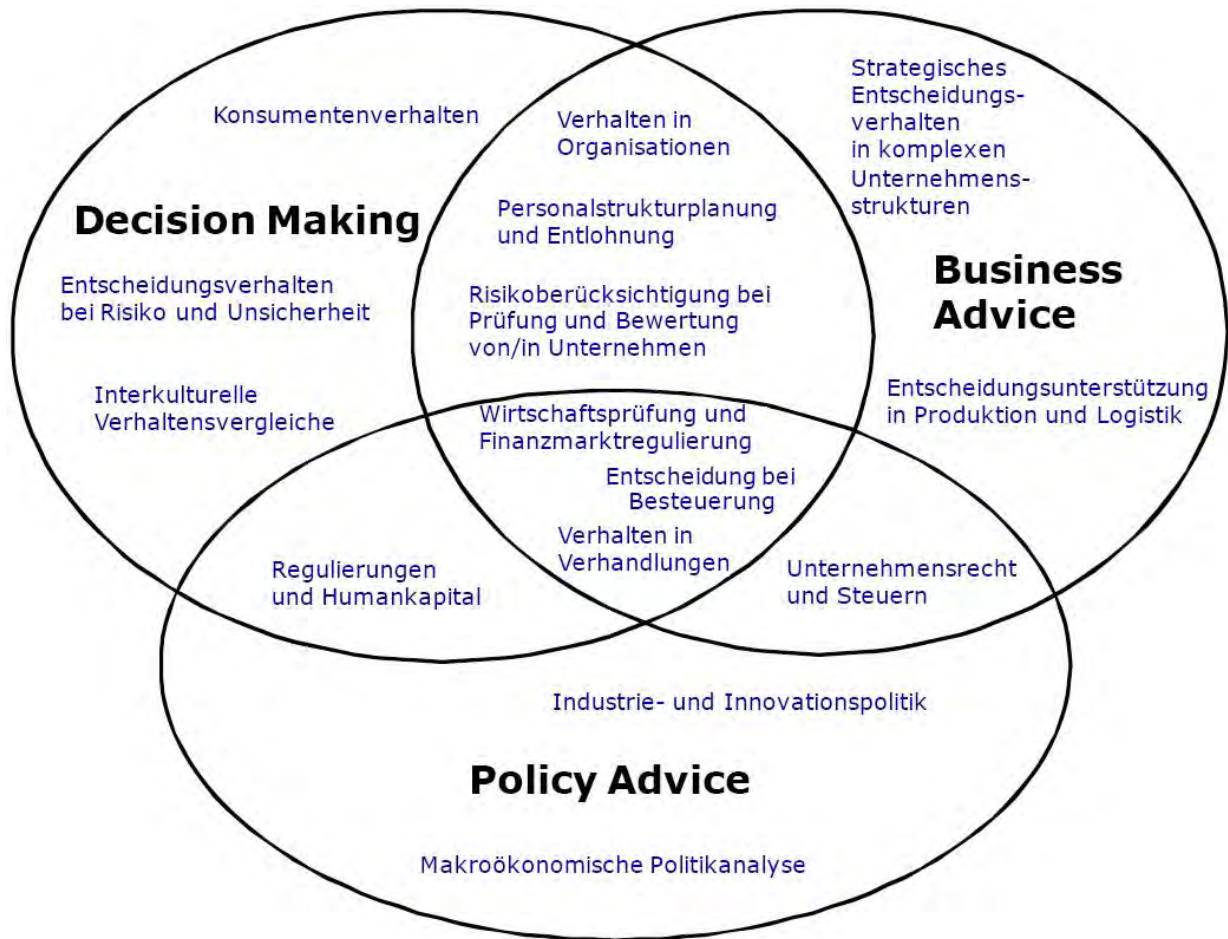 Konsumentenverhalten
Decision Making
Entscheidungsverhalten
bei Risiko und Unsicherheit
Interkulturelle
Verhaltensvergleiche
Verhalten in
Organisationen
Personalstrukturplanung
und Entlohnung
Risikoberücksichtigung bei
Prüfung und Bewertung
von/in Unternehmen
Strategisches
Entscheidungs-
verhalten
in komplexen
Unternehmens-
strukturen
Business
Advice
Entscheidungsunterstützung
in Produktion und Logistik
Wirtschaftsprüfung und
Finanzmarktregulierung
Entscheidung bei
Besteuerung
Verhalten in
Verhandlungen
Regulierungen
und Humankapital
Unternehmensrecht
und Steuern
Industrie- und Innovationspolitik
Policy Advice
Makroökonomische Politikanalyse